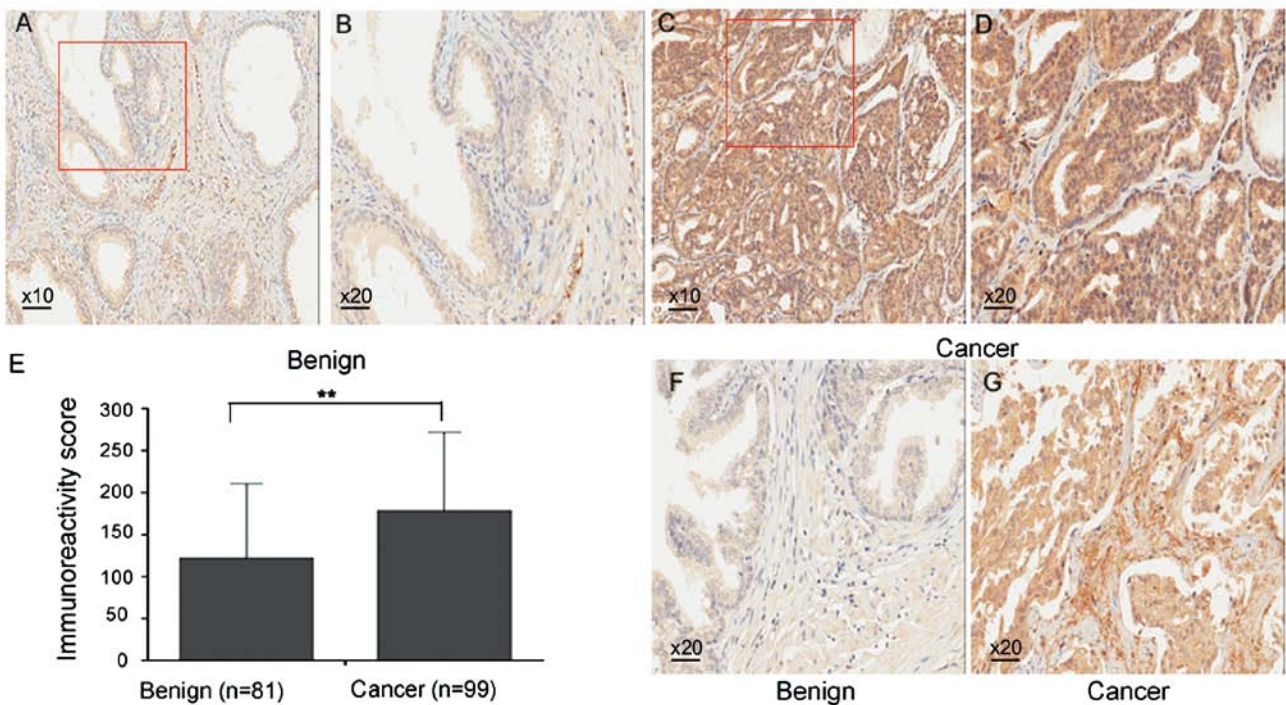 A
B
C
D
x10
x20
x10
x20
Benign
Cancer
E
**
Immunoreactivity score
300
250
200
150
100
50
0
Benign (n=81)
Cancer (n=99)
F
G
x20
x20
Benign
Cancer